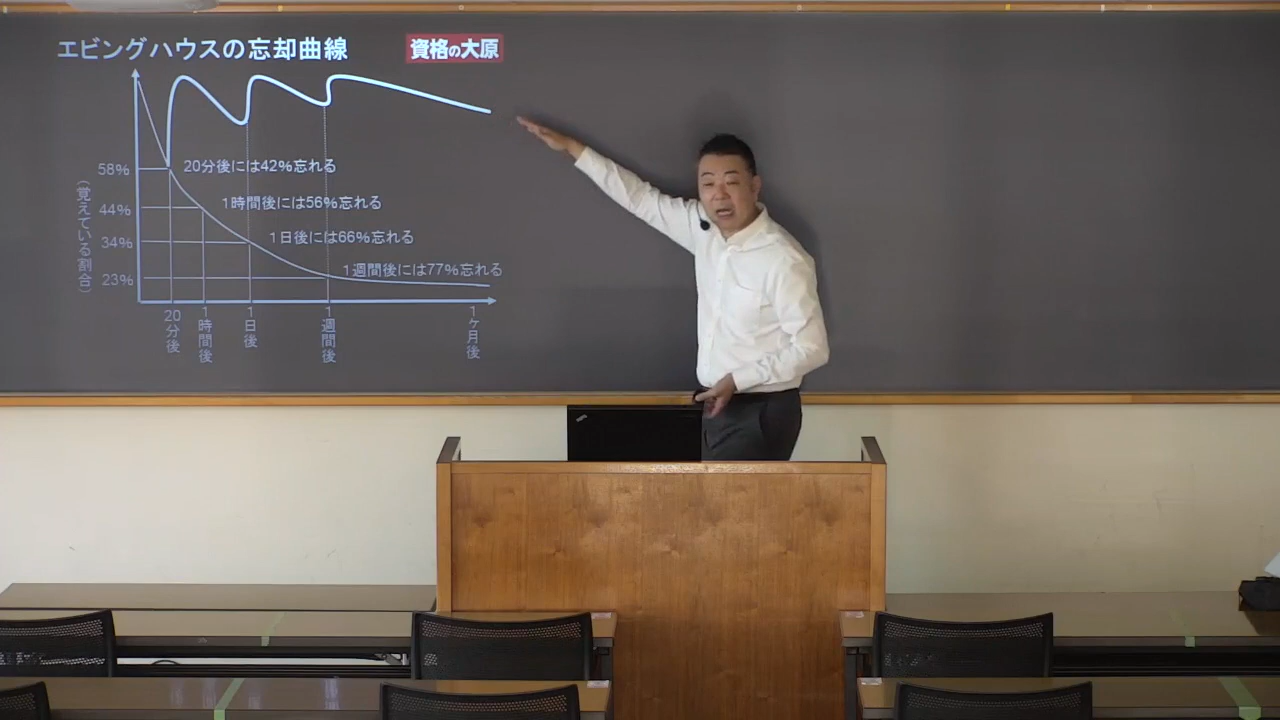 エビングハウスの忘却曲線
資格の大原
58%
20分後には42%忘れる
44%
1時間後には56%忘れる
34%
1日後には66%忘れる
23%
1週間後には77%忘れる
(覚えている割合)
20分後
1時間後
1日後
1週間後
1ケ月後